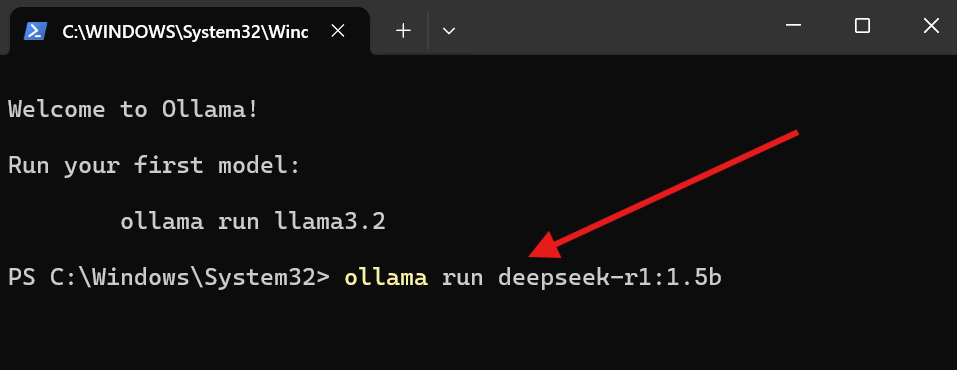 C:\WINDOWS\System32\Winc
Welcome to Ollama!
Run your first model:
ollama run llama3.2
PS C:\Windows\System32> ollama run deepseek-r1:1.5b